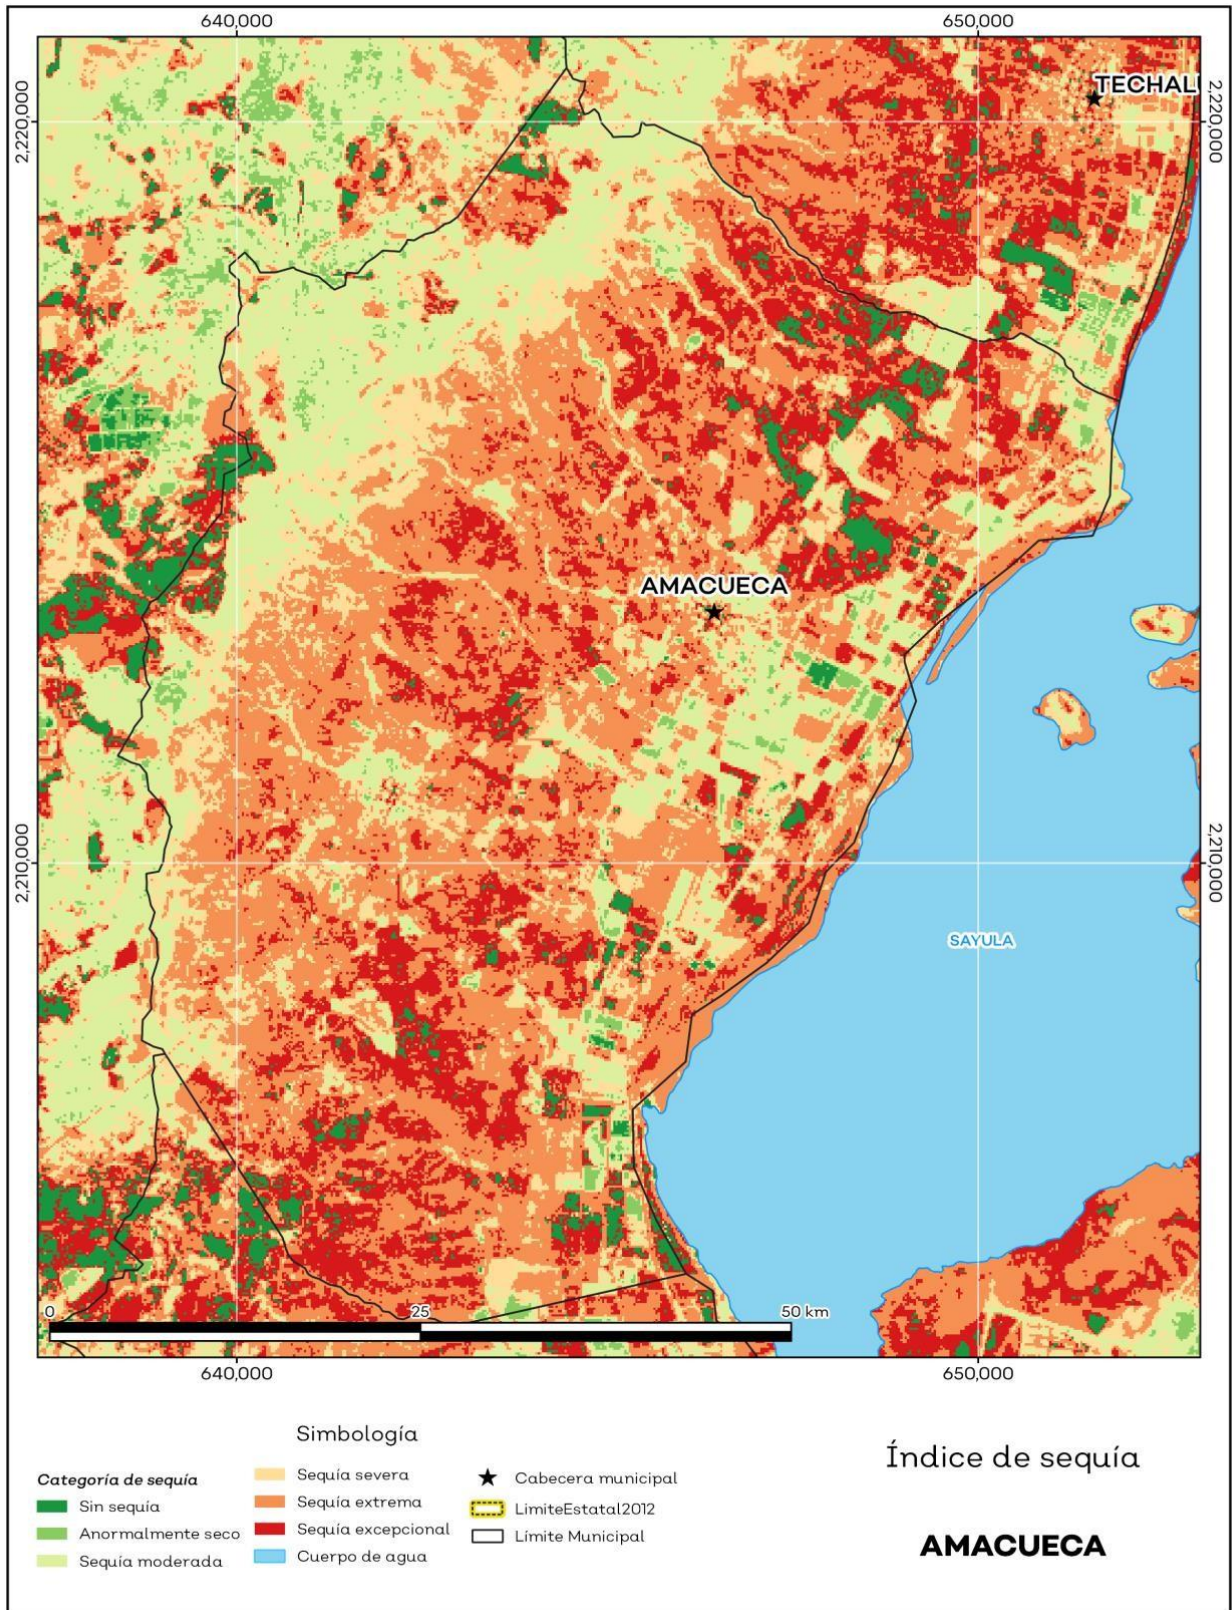 640,000
650,000
TECHALU
2,220,000
2,220,000
AMACUECA
2,210,000
2,210,000
SAYULA
0
25
50 km
640,000
650,000
Simbología
Categoría de sequía
Sin sequía
Anormalmente seco
Sequía moderada
Sequía severa
Sequía extrema
Sequía excepcional
Cuerpo de agua
Cabecera municipal
LimiteEstatal2012
Límite Municipal
Índice de sequía
AMACUECA